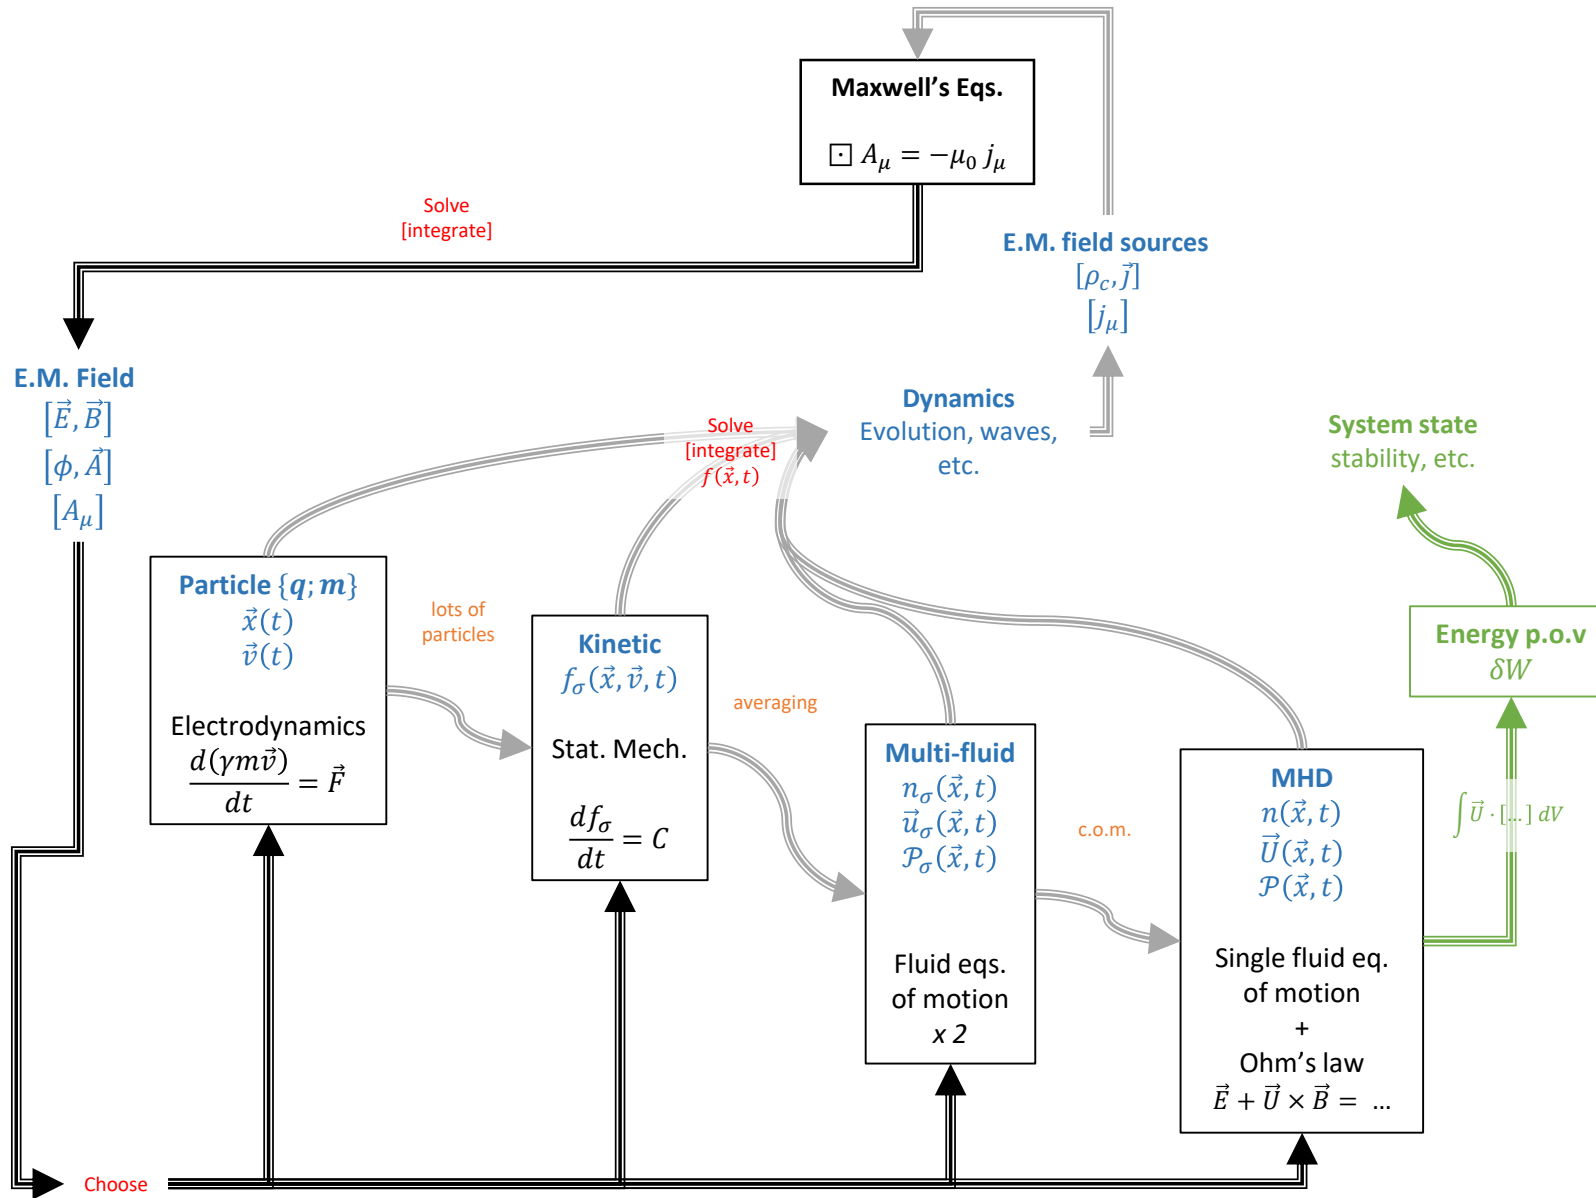 Maxwell's Eqs.
⊡ A_μ = −μ₀ j_μ
Solve
[integrate]
E.M. field sources
[ρ_c, j⃗]
[j_μ]
E.M. Field
[E⃗, B⃗]
[ϕ, A⃗]
[A_μ]
Solve
[integrate]
f(x⃗, t)
Dynamics
Evolution, waves,
etc.
System state
stability, etc.
Particle {q; m}
x⃗(t)
v⃗(t)
Electrodynamics
d(γmv⃗)/dt = F⃗
lots of
particles
Kinetic
f_σ(x⃗, v⃗, t)
Stat. Mech.
df_σ/dt = C
averaging
Multi-fluid
n_σ(x⃗, t)
u⃗_σ(x⃗, t)
𝒫_σ(x⃗, t)
Fluid eqs.
of motion
x 2
c.o.m.
MHD
n(x⃗, t)
U⃗(x⃗, t)
𝒫(x⃗, t)
Single fluid eq.
of motion
+
Ohm's law
E⃗ + U⃗ × B⃗ = ...
Energy p.o.v
δW
∫ U⃗ · [...] dV
Choose